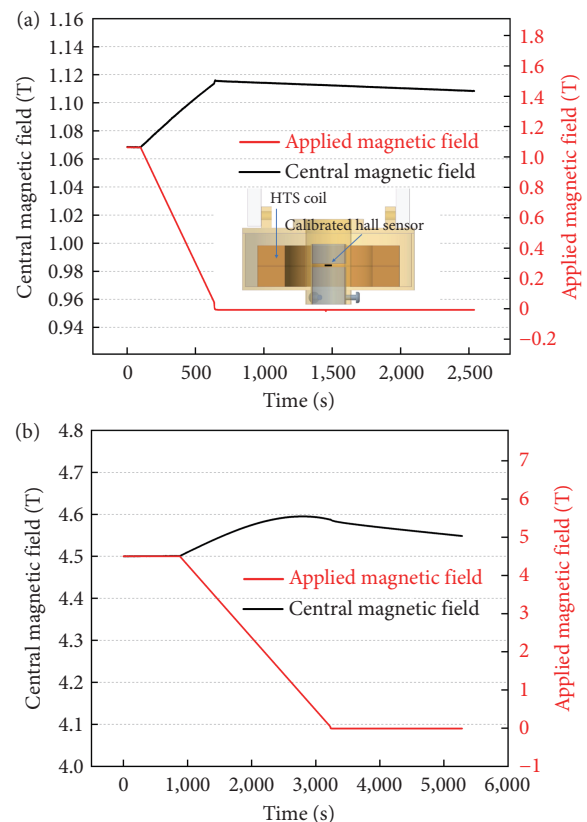 (a)
1.16
1.14
1.12
1.10
1.08
1.06
1.04
1.02
1.00
0.98
0.96
0.94
Central magnetic field (T)
1.8
1.6
1.4
1.2
1.0
0.8
0.6
0.4
0.2
0
−0.2
Applied magnetic field (T)
Applied magnetic field
Central magnetic field
HTS coil
Calibrated hall sensor
0 500 1,000 1,500 2,000 2,500
Time (s)
(b)
4.8
4.7
4.6
4.5
4.4
4.3
4.2
4.1
4.0
Central magnetic field (T)
7
6
5
4
3
2
1
0
−1
Applied magnetic field (T)
Applied magnetic field
Central magnetic field
0 1,000 2,000 3,000 4,000 5,000 6,000
Time (s)